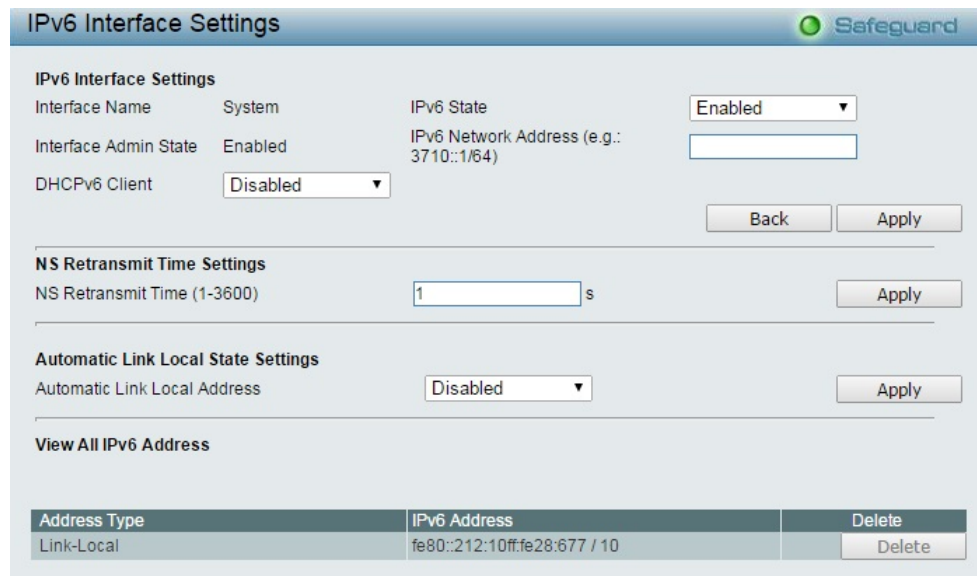 IPv6 Interface Settings
Safeguard
IPv6 Interface Settings
Interface Name System IPv6 State Enabled
Interface Admin State Enabled IPv6 Network Address (e.g.:
3710::1/64)
DHCPv6 Client Disabled
Back Apply
NS Retransmit Time Settings
NS Retransmit Time (1-3600) 1 s Apply
Automatic Link Local State Settings
Automatic Link Local Address Disabled Apply
View All IPv6 Address
Address Type IPv6 Address Delete
Link-Local fe80::212:10ff:fe28:677 / 10 Delete